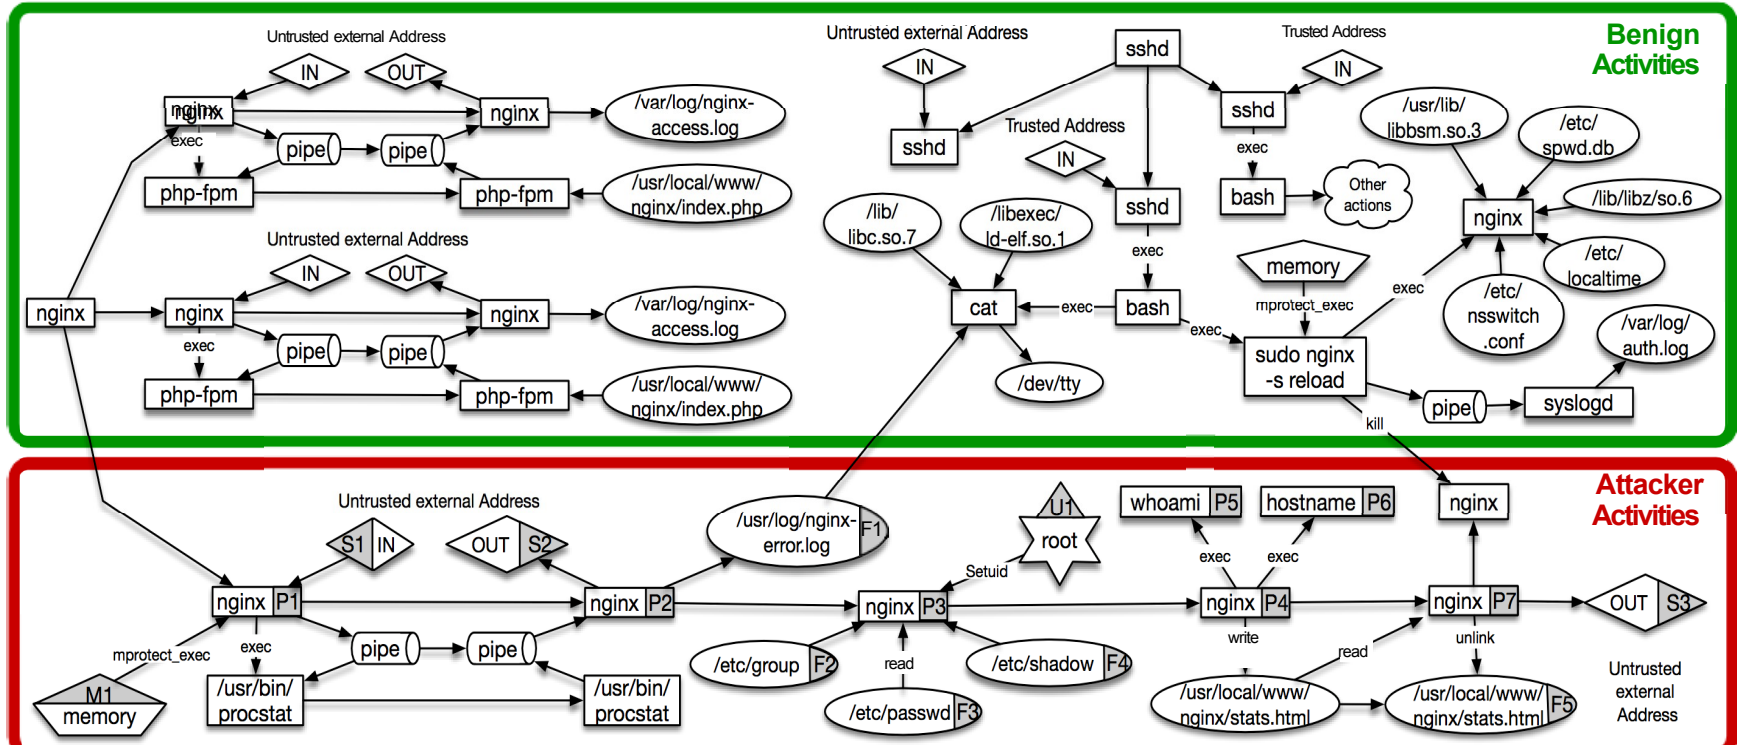 Benign
Activities
Untrusted external Address
IN
OUT
nginx
nginx
nginx
/var/log/nginx-
access.log
exec
pipe
pipe
php-fpm
php-fpm
/usr/local/www/
nginx/index.php
Untrusted external Address
IN
OUT
nginx
nginx
nginx
/var/log/nginx-
access.log
exec
pipe
pipe
php-fpm
php-fpm
/usr/local/www/
nginx/index.php
Untrusted external Address
IN
sshd
sshd
Trusted Address
IN
sshd
exec
bash
Other
actions
Trusted Address
IN
sshd
exec
bash
exec
cat
/lib/
libc.so.7
/libexec/
ld-elf.so.1
/dev/tty
exec
memory
mprotect_exec
sudo nginx
-s reload
exec
nginx
/usr/lib/
libbsm.so.3
/etc/
spwd.db
/lib/libz/so.6
/etc/
localtime
/etc/
nsswitch
.conf
/var/log/
auth.log
pipe
syslogd
kill
Attacker
Activities
Untrusted external Address
S1 IN
OUT S2
nginx P1
nginx P2
/usr/log/nginx-
error.log
F1
mprotect_exec
exec
pipe
pipe
M1
memory
/usr/bin/
procstat
/usr/bin/
procstat
U1
root
Setuid
nginx P3
/etc/group F2
read
/etc/passwd F3
/etc/shadow F4
whoami P5
hostname P6
exec
exec
nginx P4
write
/usr/local/www/
nginx/stats.html
read
nginx
nginx P7
unlink
/usr/local/www/
nginx/stats.html
F5
OUT S3
Untrusted
external
Address